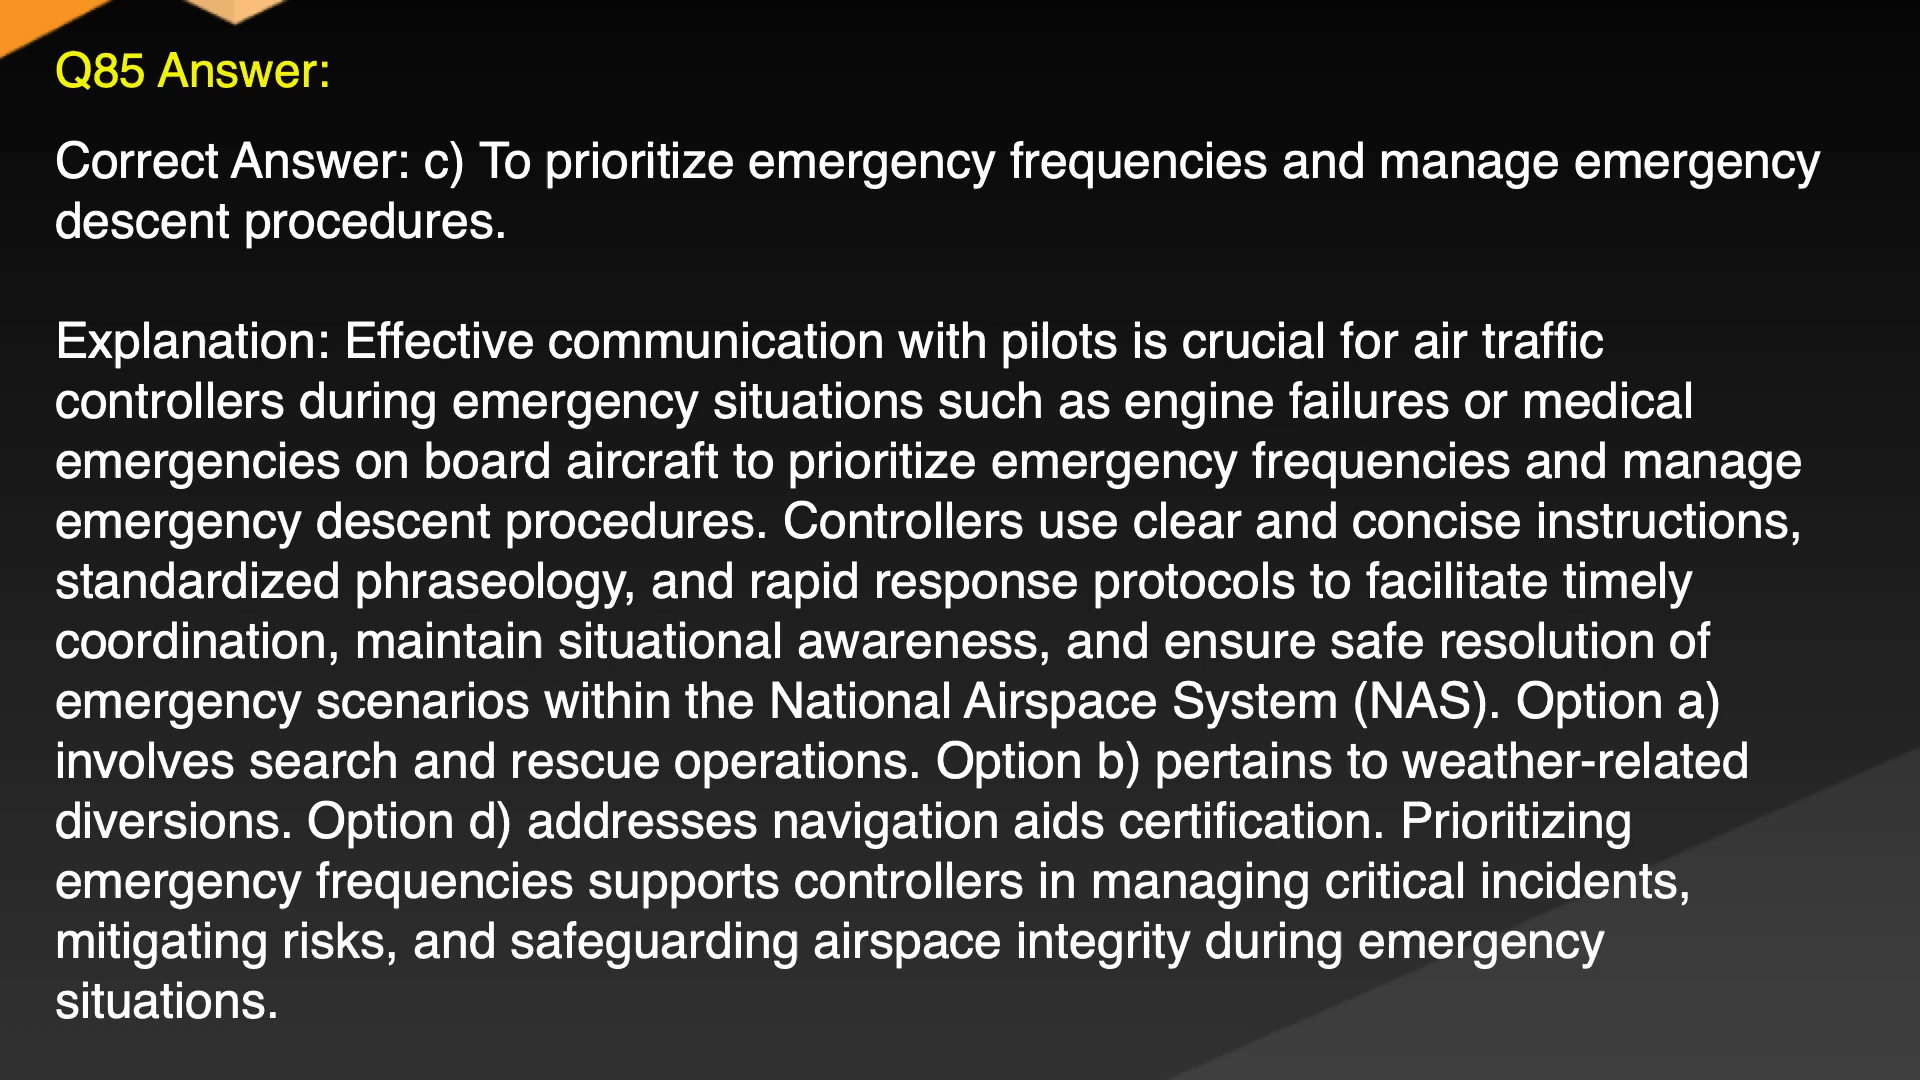 Q85 Answer:
Correct Answer: c) To prioritize emergency frequencies and manage emergency
descent procedures.
Explanation: Effective communication with pilots is crucial for air traffic
controllers during emergency situations such as engine failures or medical
emergencies on board aircraft to prioritize emergency frequencies and manage
emergency descent procedures. Controllers use clear and concise instructions,
standardized phraseology, and rapid response protocols to facilitate timely
coordination, maintain situational awareness, and ensure safe resolution of
emergency scenarios within the National Airspace System (NAS). Option a)
involves search and rescue operations. Option b) pertains to weather-related
diversions. Option d) addresses navigation aids certification. Prioritizing
emergency frequencies supports controllers in managing critical incidents,
mitigating risks, and safeguarding airspace integrity during emergency
situations.